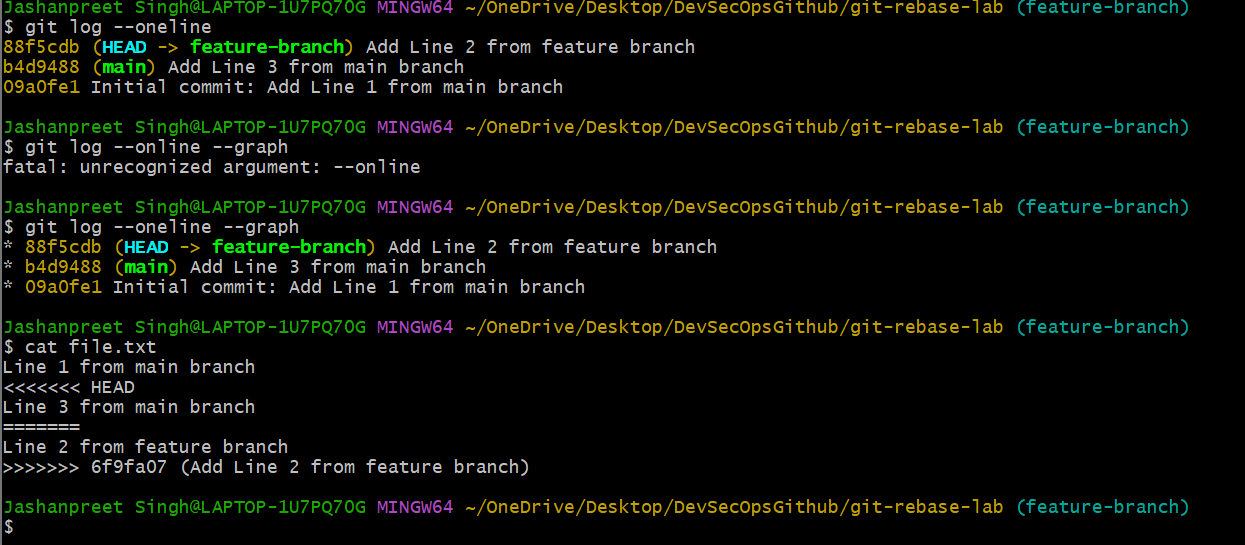 Jashanpreet Singh@LAPTOP-1U7PQ70G MINGW64 ~/OneDrive/Desktop/DevSecOpsGithub/git-rebase-lab (feature-branch)
$ git log --oneline
88f5cdb (HEAD -> feature-branch) Add Line 2 from feature branch
b4d9488 (main) Add Line 3 from main branch
09a0fe1 Initial commit: Add Line 1 from main branch
Jashanpreet Singh@LAPTOP-1U7PQ70G MINGW64 ~/OneDrive/Desktop/DevSecOpsGithub/git-rebase-lab (feature-branch)
$ git log --online --graph
fatal: unrecognized argument: --online
Jashanpreet Singh@LAPTOP-1U7PQ70G MINGW64 ~/OneDrive/Desktop/DevSecOpsGithub/git-rebase-lab (feature-branch)
$ git log --oneline --graph
* 88f5cdb (HEAD -> feature-branch) Add Line 2 from feature branch
* b4d9488 (main) Add Line 3 from main branch
* 09a0fe1 Initial commit: Add Line 1 from main branch
Jashanpreet Singh@LAPTOP-1U7PQ70G MINGW64 ~/OneDrive/Desktop/DevSecOpsGithub/git-rebase-lab (feature-branch)
$ cat file.txt
Line 1 from main branch
<<<<<<< HEAD
Line 3 from main branch
=======
Line 2 from feature branch
>>>>>>> 6f9fa07 (Add Line 2 from feature branch)
Jashanpreet Singh@LAPTOP-1U7PQ70G MINGW64 ~/OneDrive/Desktop/DevSecOpsGithub/git-rebase-lab (feature-branch)
$